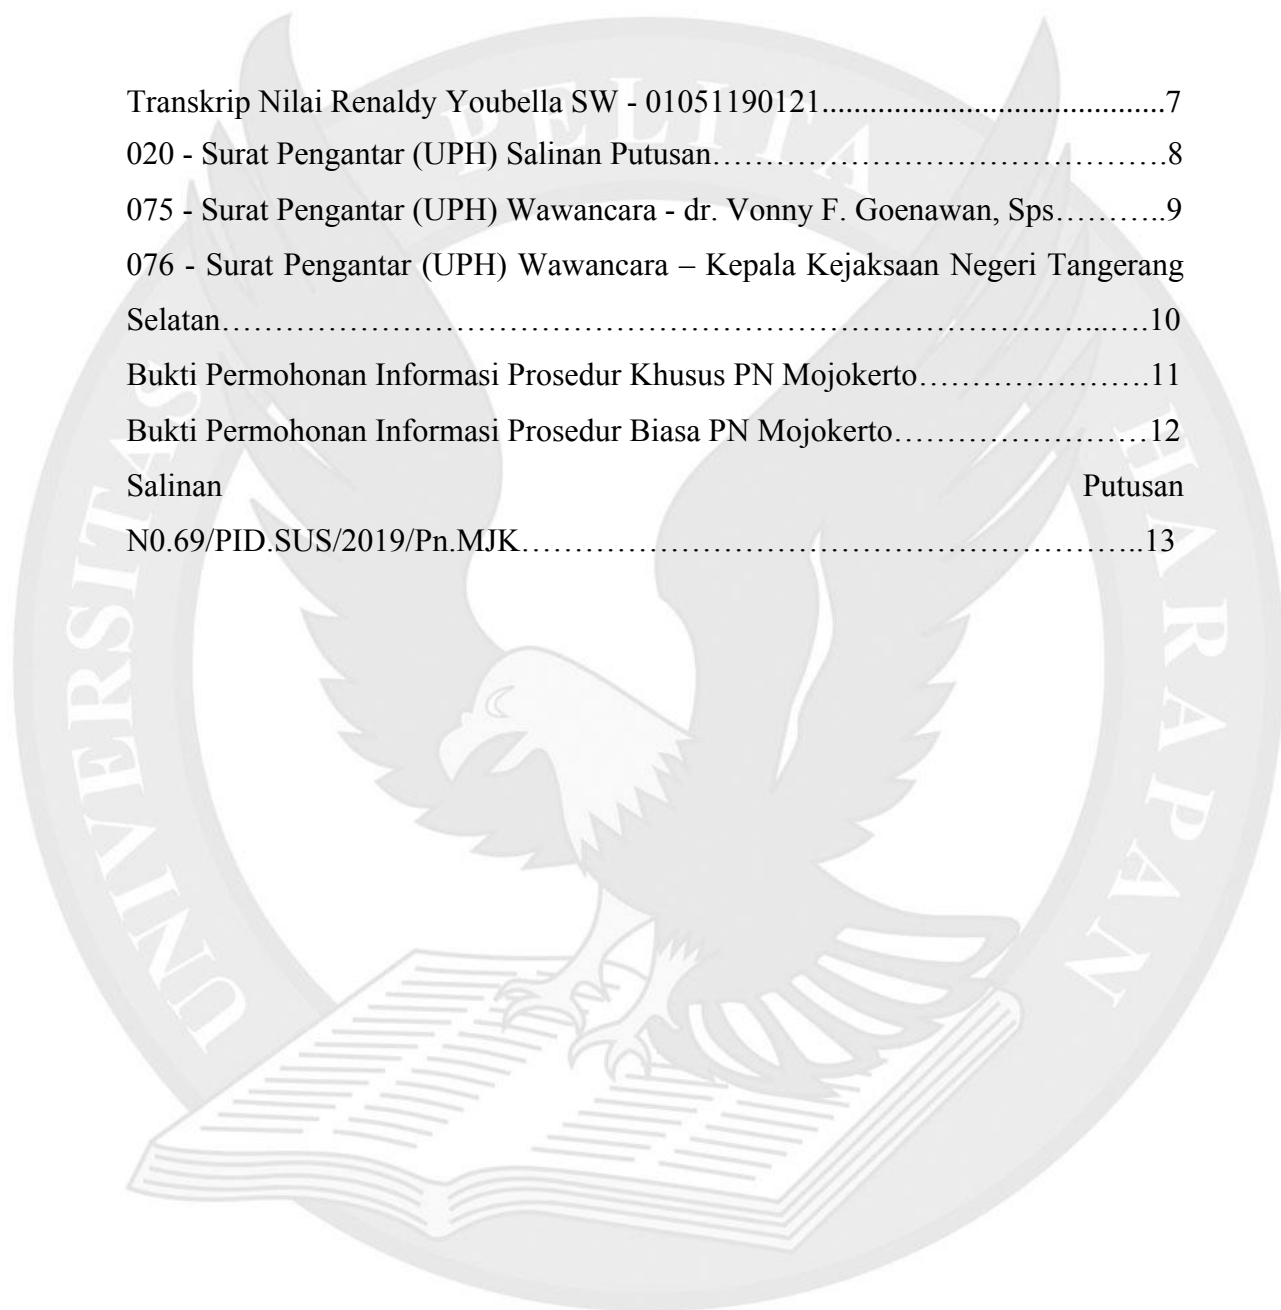 Transkrip Nilai Renaldy Youbella SW - 01051190121.......................................7
020 - Surat Pengantar (UPH) Salinan Putusan…………………………………….8
075 - Surat Pengantar (UPH) Wawancara - dr. Vonny F. Goenawan, Sps………..9
076 - Surat Pengantar (UPH) Wawancara – Kepala Kejaksaan Negeri Tangerang
Selatan………………………………………………………………………...….10
Bukti Permohonan Informasi Prosedur Khusus PN Mojokerto………………….11
Bukti Permohonan Informasi Prosedur Biasa PN Mojokerto……………………12
Salinan Putusan
N0.69/PID.SUS/2019/Pn.MJK…………………………………………………..13
UNIVERSITAS PELITA HARAPAN